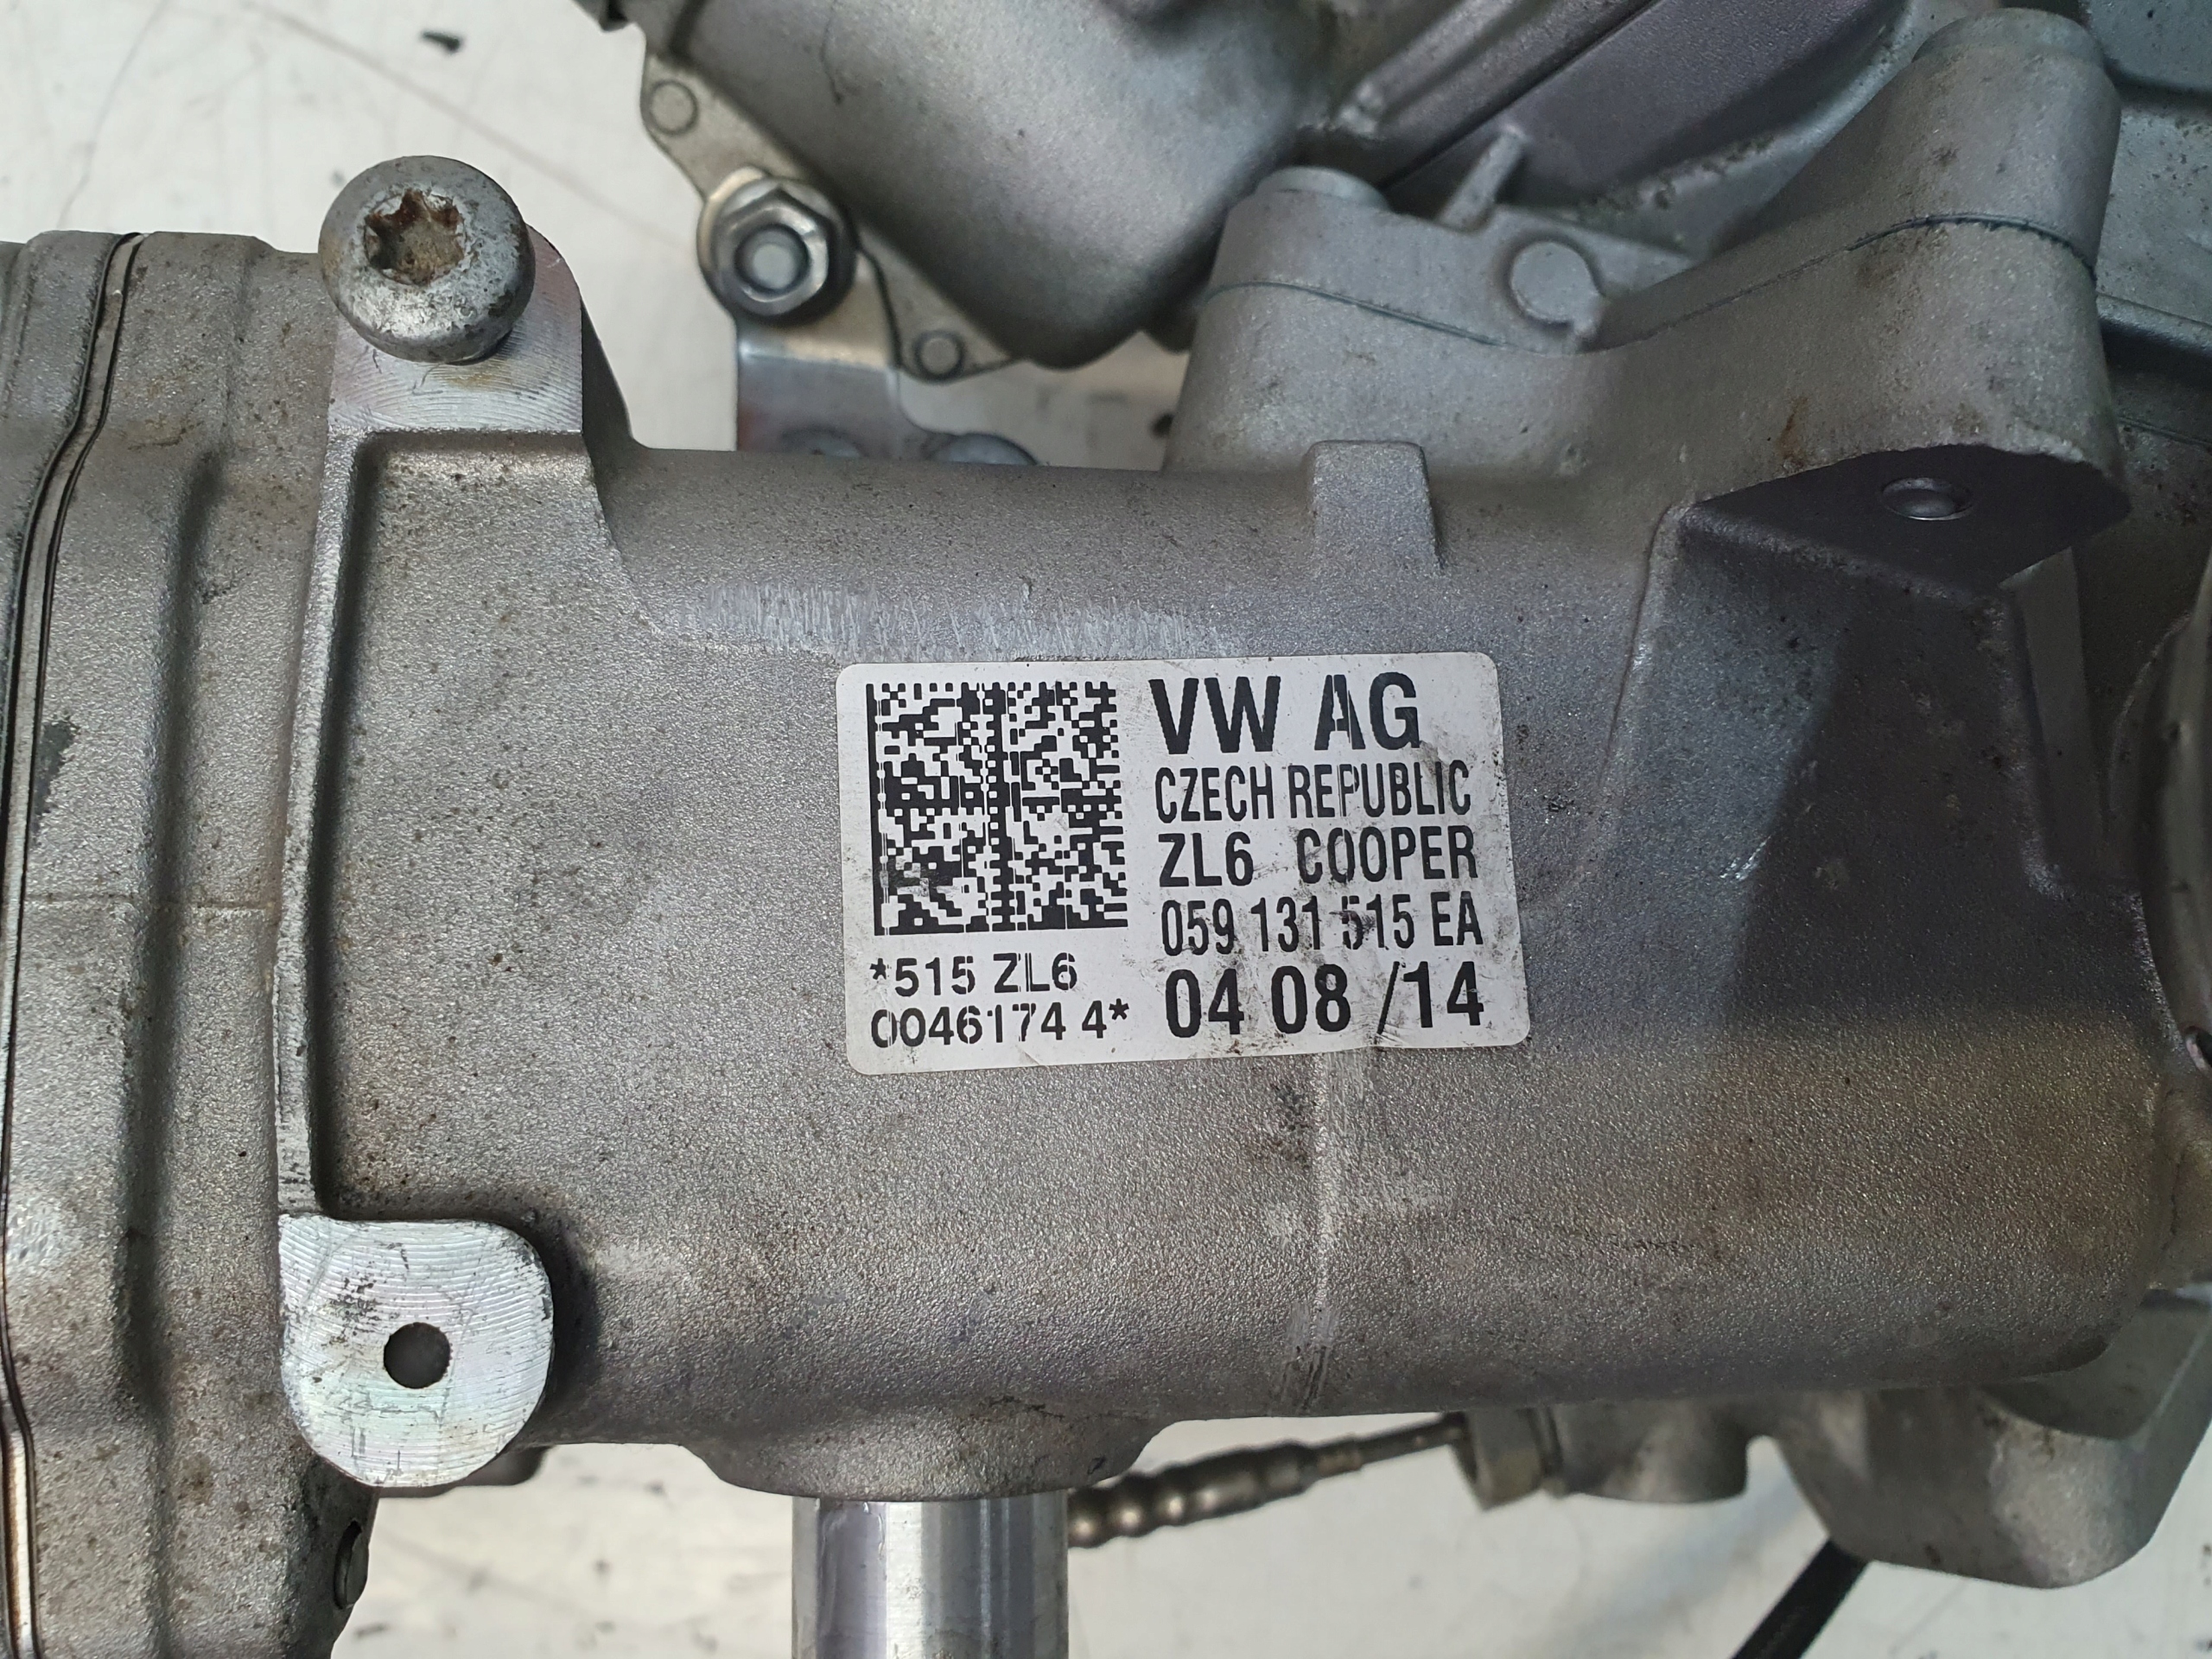 VW AG
CZECH REPUBLIC
ZL6 COOPER
059 131 515 EA
04 08 /14
*515 ZL6
0046174 4*